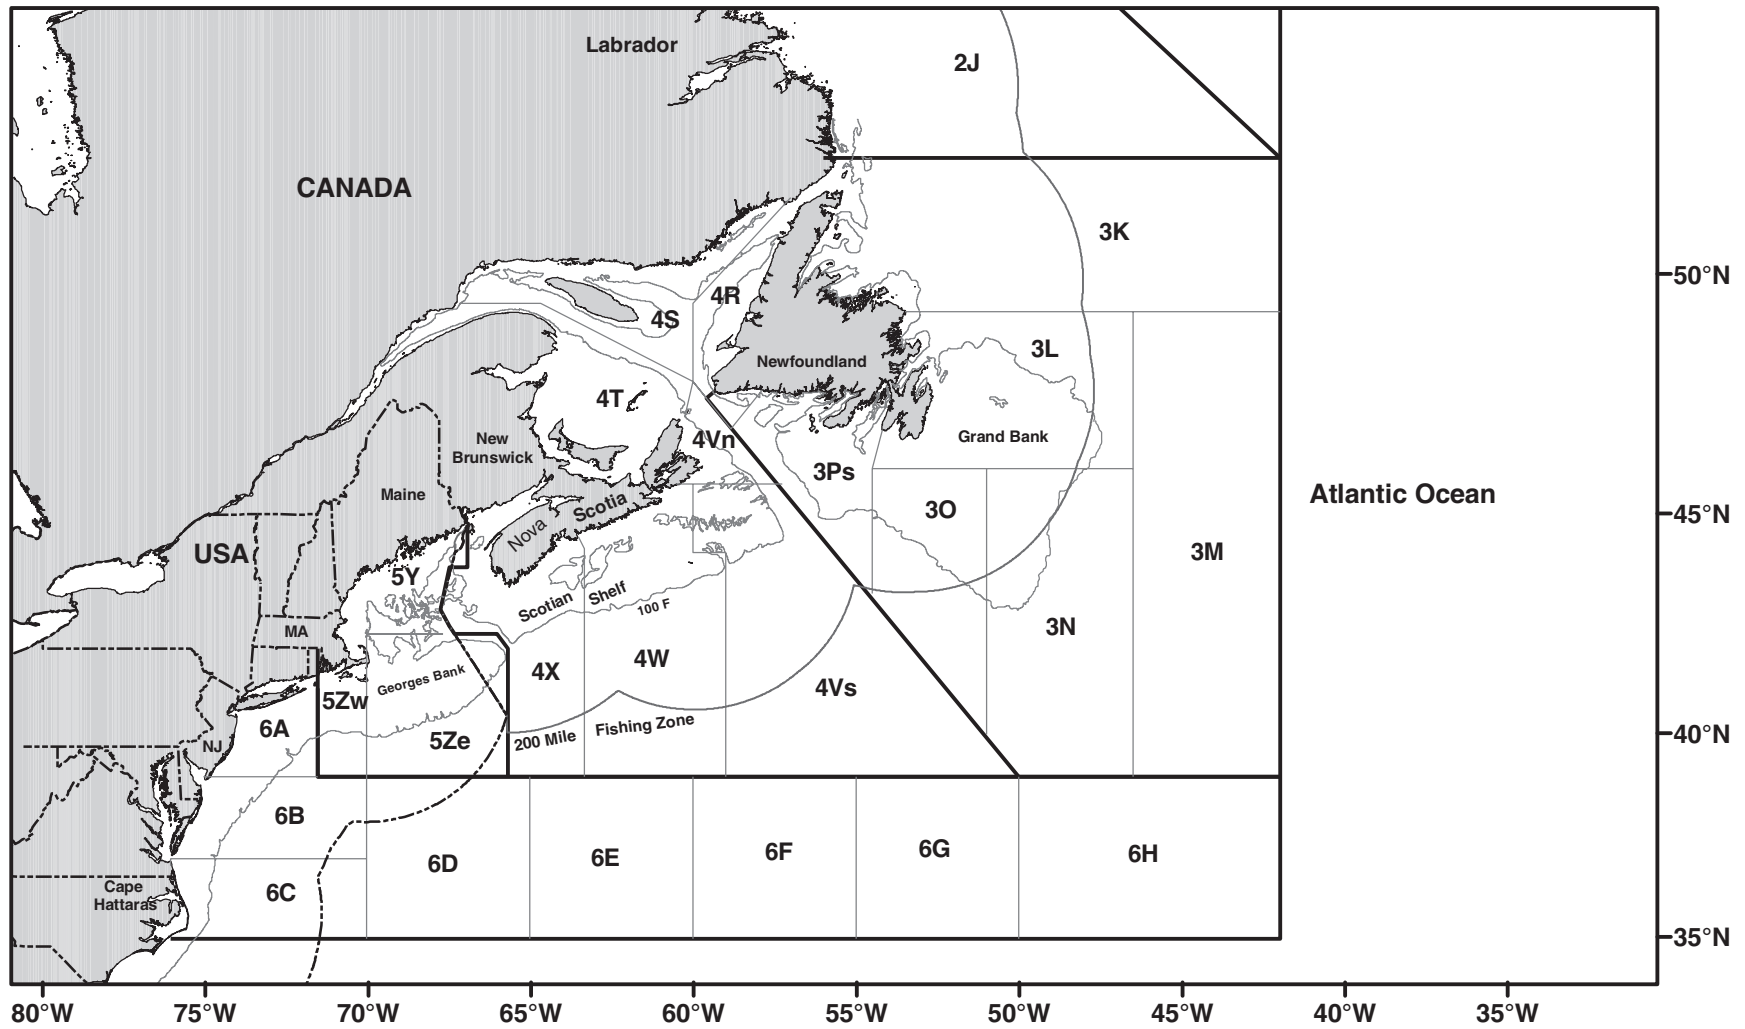 Labrador
2J
CANADA
3K
50°N
4R
4S
3L
Newfoundland
4T
New
Brunswick
4Vn
Grand Bank
3Ps
Maine
Atlantic Ocean
Nova Scotia
3O
45°N
USA
3M
5Y
Scotian Shelf
100 F
MA
3N
4X
4W
Georges Bank
4Vs
5Zw
6A
5Ze
200 Mile Fishing Zone
40°N
NJ
6B
6D
6E
6F
6G
6H
Cape
Hattaras
6C
35°N
80°W
75°W
70°W
65°W
60°W
55°W
50°W
45°W
40°W
35°W